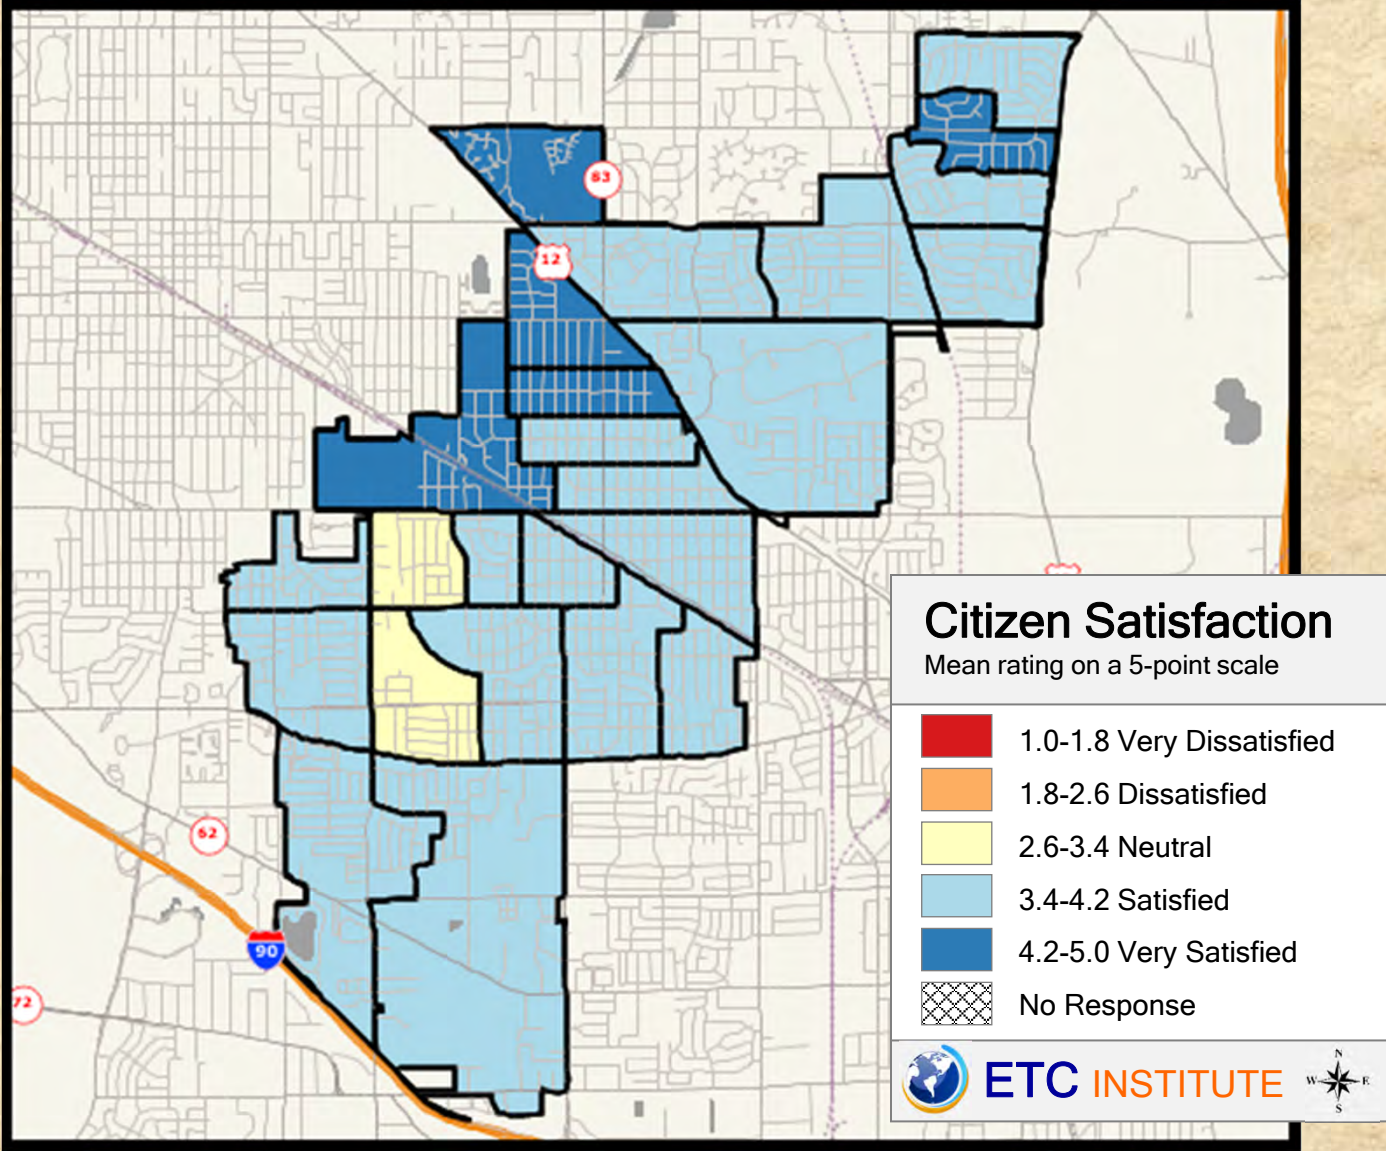 83
12
62
90
72
Citizen Satisfaction
Mean rating on a 5-point scale
1.0-1.8 Very Dissatisfied
1.8-2.6 Dissatisfied
2.6-3.4 Neutral
3.4-4.2 Satisfied
4.2-5.0 Very Satisfied
No Response
ETC INSTITUTE
N
W E
S